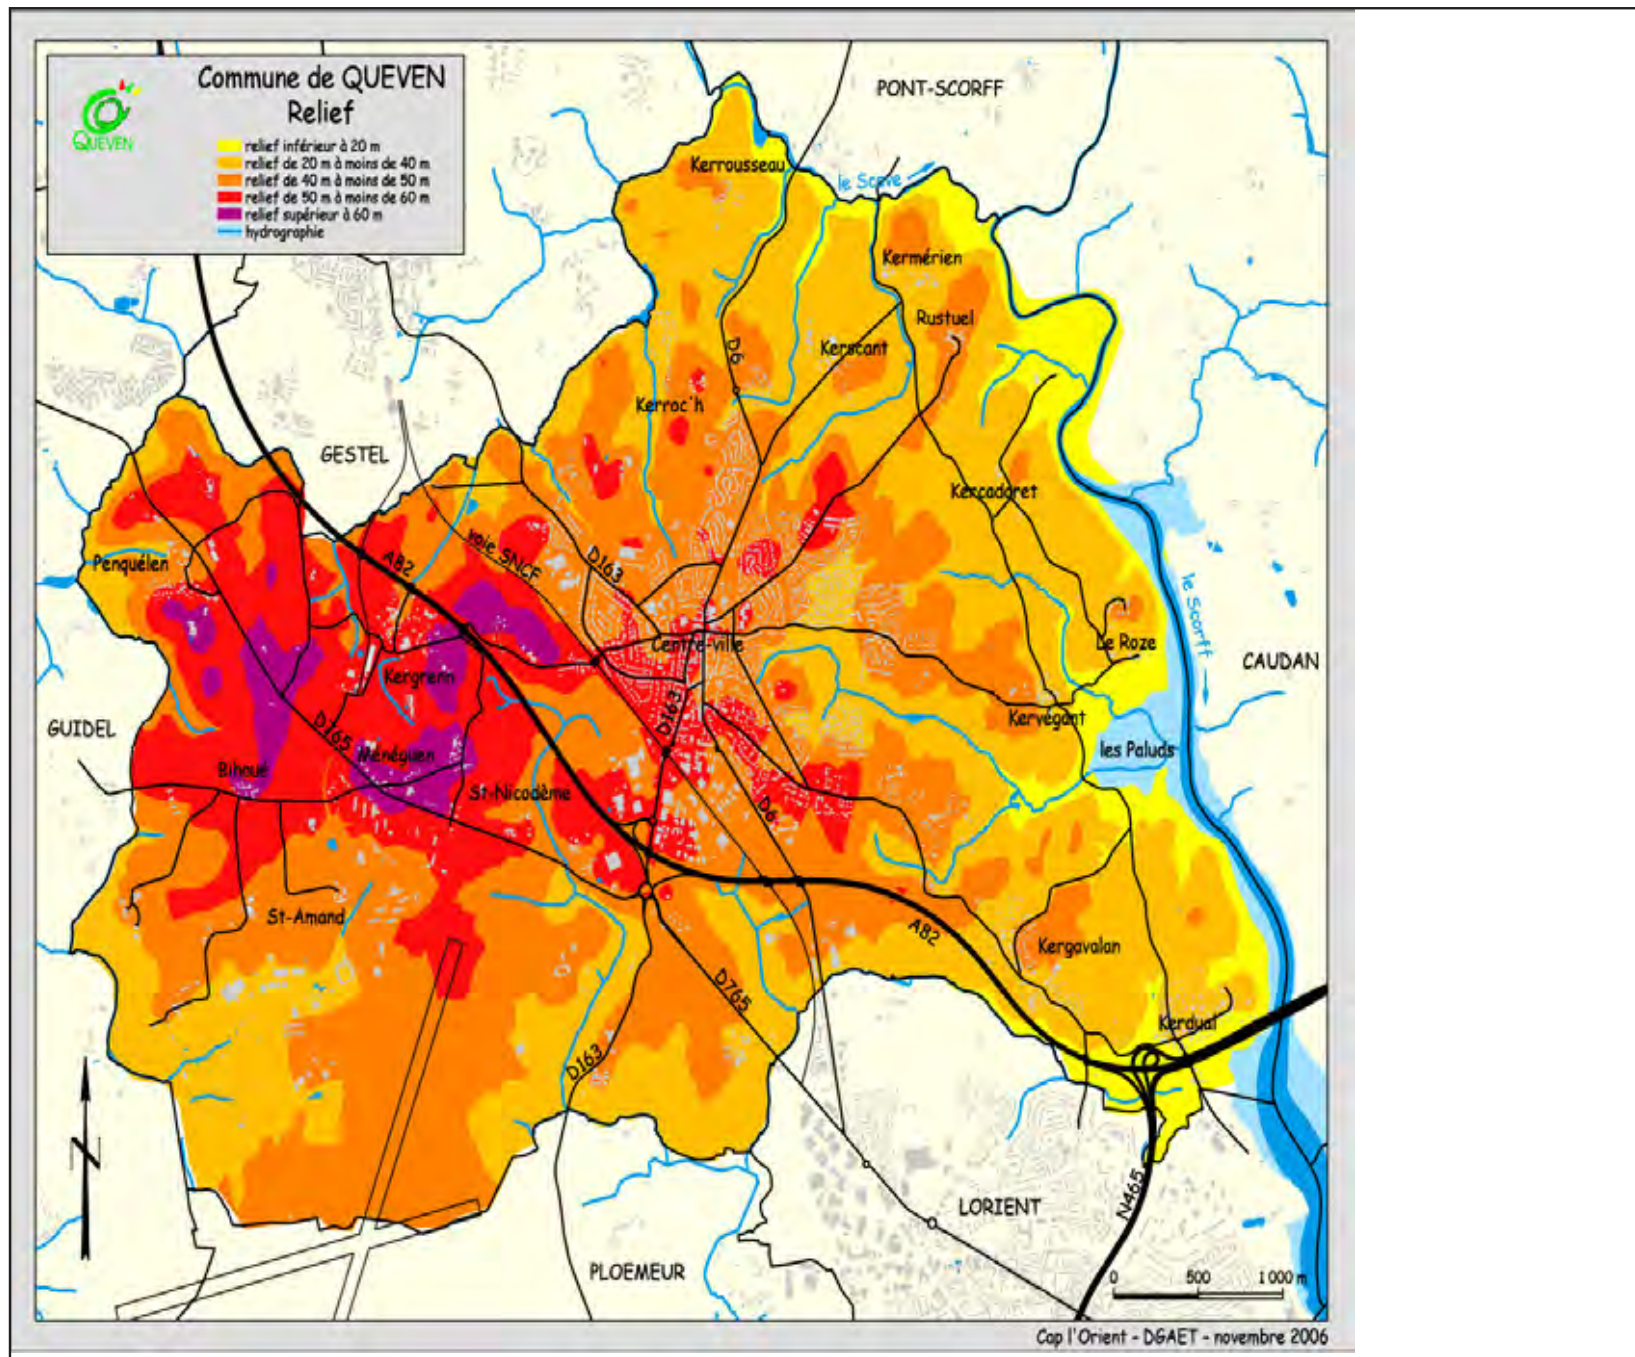 Commune de QUEVEN
Relief
QUEVEN
relief inférieur à 20 m
relief de 20 m à moins de 40 m
relief de 40 m à moins de 50 m
relief de 50 m à moins de 60 m
relief supérieur à 60 m
hydrographie
PONT-SCORFF
Kerrousseau
le Scave
Kermérien
Rustuel
D6
Kerscant
Kerroc'h
GESTEL
Kercadoret
voie SNCF
A82
D163
Penquélen
le Scorff
Centre-ville
Le Roze
CAUDAN
Kergrenn
D163
Kervégant
GUIDEL
D765
Ménéguen
les Paluds
Bihoué
St-Nicodème
D6
St-Amand
A82
Kergavalan
D765
Kerdual
D163
N465
LORIENT
PLOEMEUR
0 500 1 000 m
N
Cap l'Orient - DGAET - novembre 2006